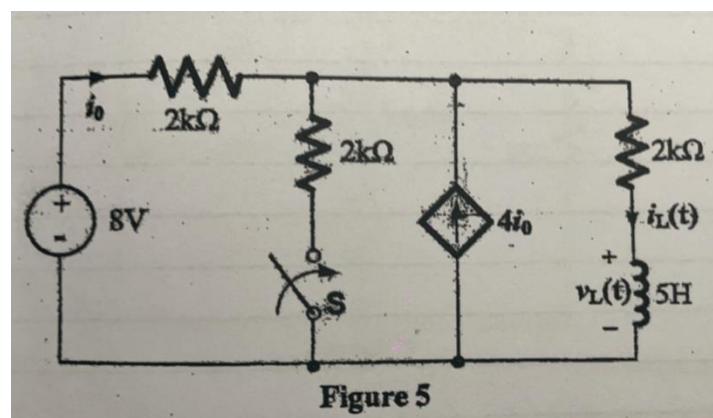 i₀
2kΩ
2kΩ
2kΩ
+
-
8V
4i₀
iL(t)
+
vL(t)
5H
-
S
Figure 5